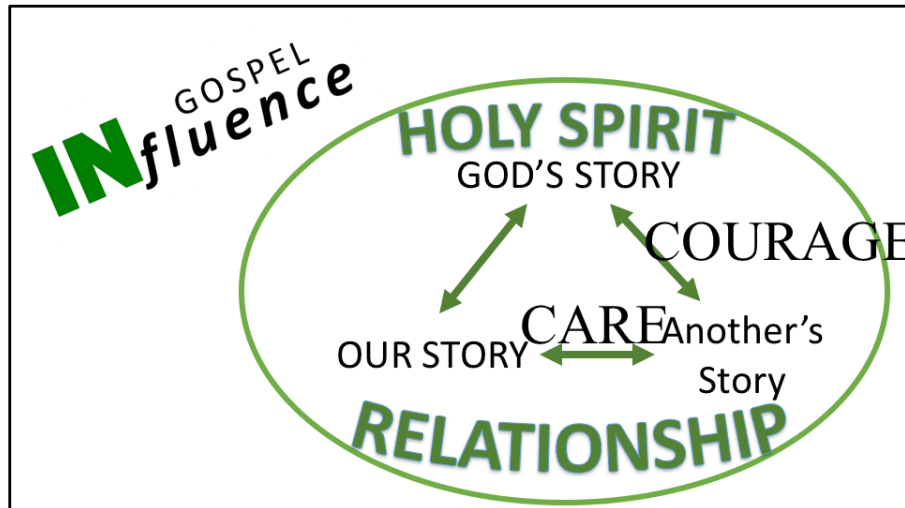 GOSPEL
INfluence
HOLY SPIRIT
GOD'S STORY
COURAGE
CARE
OUR STORY
Another's
Story
RELATIONSHIP